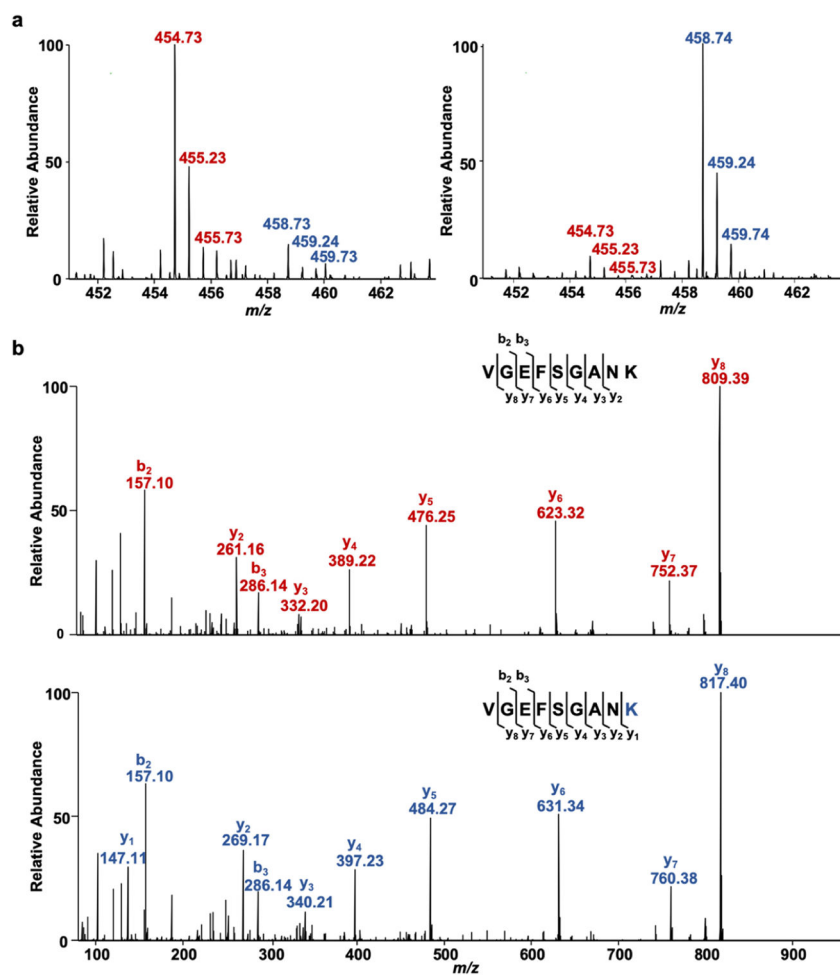 a
100
454.73
455.23
455.73
458.73
459.24
459.73
50
0
Relative Abundance
452 454 456 458 460 462
m/z
100
458.74
459.24
459.74
454.73
455.23
455.73
50
0
Relative Abundance
452 454 456 458 460 462
m/z
b
b2 b3
VGEFSGANK
y8 y7 y6 y5 y4 y3 y2
100
50
0
Relative Abundance
b2
157.10
y2
261.16
b3
286.14
y3
332.20
y4
389.22
y5
476.25
y6
623.32
y7
752.37
y8
809.39
b2 b3
VGEFSGANK
y8 y7 y6 y5 y4 y3 y2 y1
100
50
0
Relative Abundance
y1
147.11
b2
157.10
y2
269.17
b3
286.14
y3
340.21
y4
397.23
y5
484.27
y6
631.34
y7
760.38
y8
817.40
100 200 300 400 500 600 700 800 900
m/z